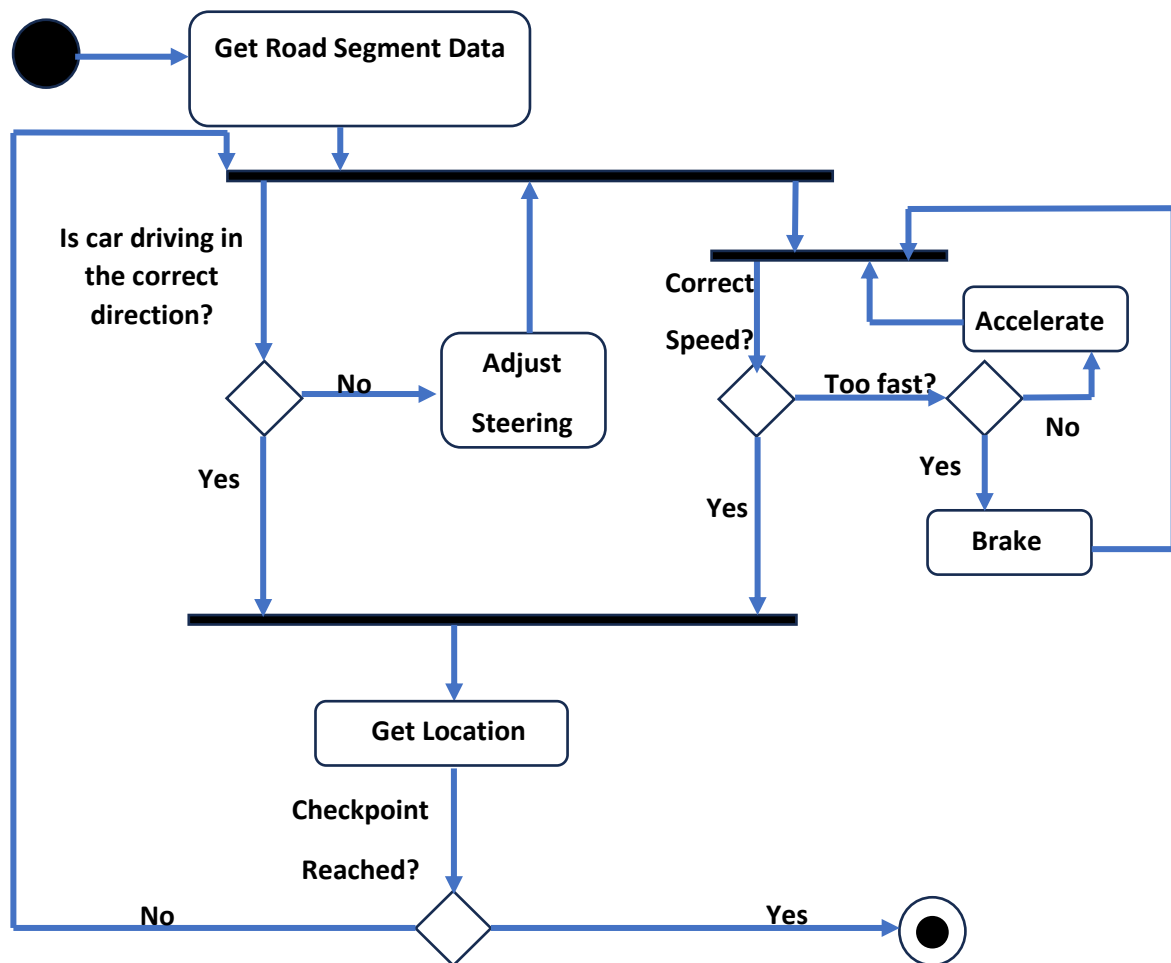 Get Road Segment Data
Is car driving in
the correct
direction?
Correct
Speed?
Accelerate
Adjust
Steering
No
Too fast?
No
Yes
Yes
Yes
Brake
Get Location
Checkpoint
Reached?
No
Yes